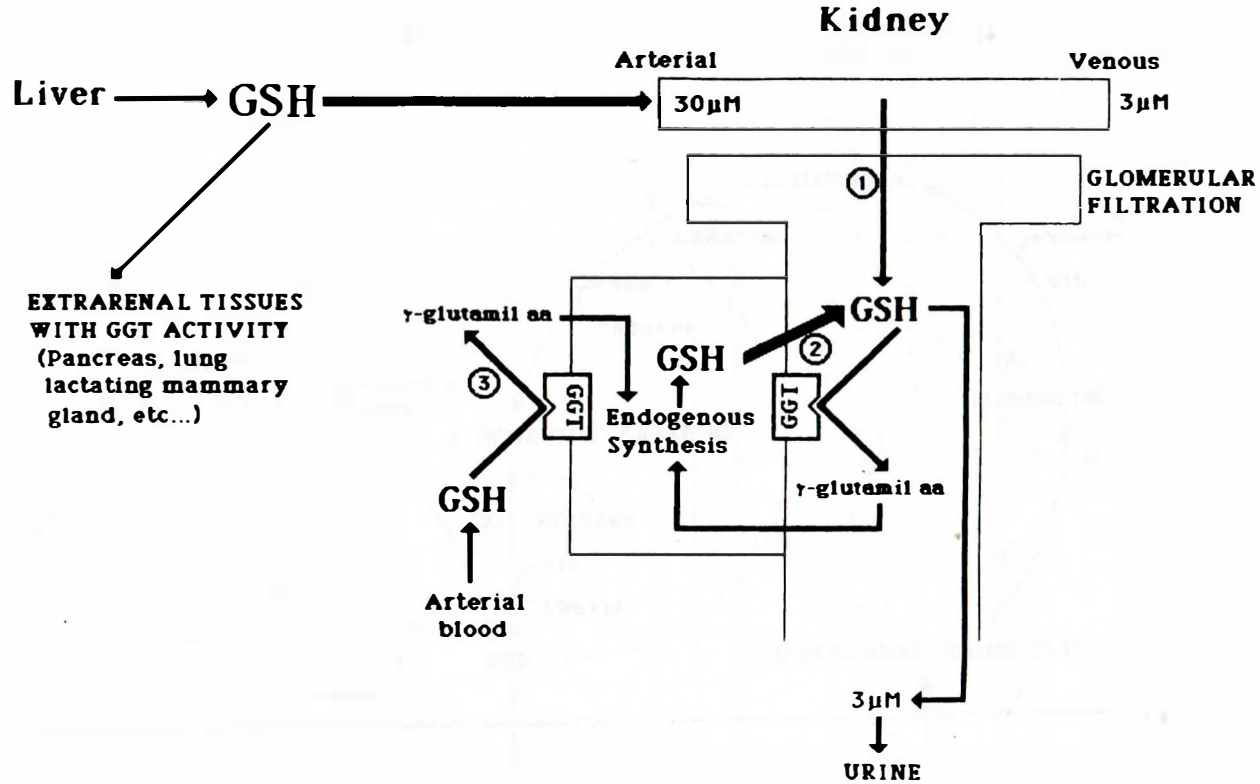 Kidney
Arterial
Venous
Liver
GSH
30μM
3μM
①
GLOMERULAR
FILTRATION
EXTRARENAL TISSUES
WITH GGT ACTIVITY
(Pancreas, lung
lactating mammary
gland, etc...)
γ-glutamil aa
GSH
②
GSH
③
GGT
GGT
Endogenous
Synthesis
GSH
γ-glutamil aa
Arterial
blood
3μM
URINE